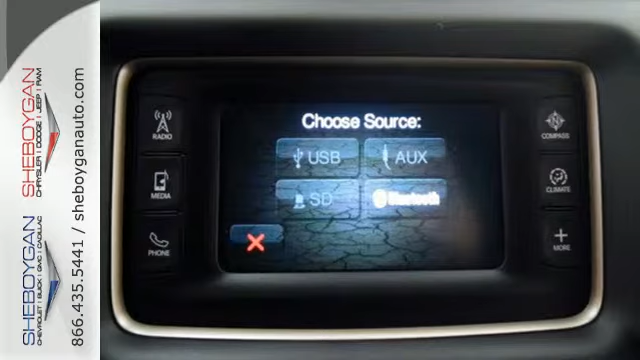 SHEBOYGAN
CHRYSLER | DODGE | JEEP | RAM
SHEBOYGAN
CHEVROLET | BUICK | GMC | CADILLAC
866.435.5441 / sheboyganauto.com
RADIO
MEDIA
PHONE
Choose Source:
USB
AUX
SD
Bluetooth
COMPASS
CLIMATE
MORE